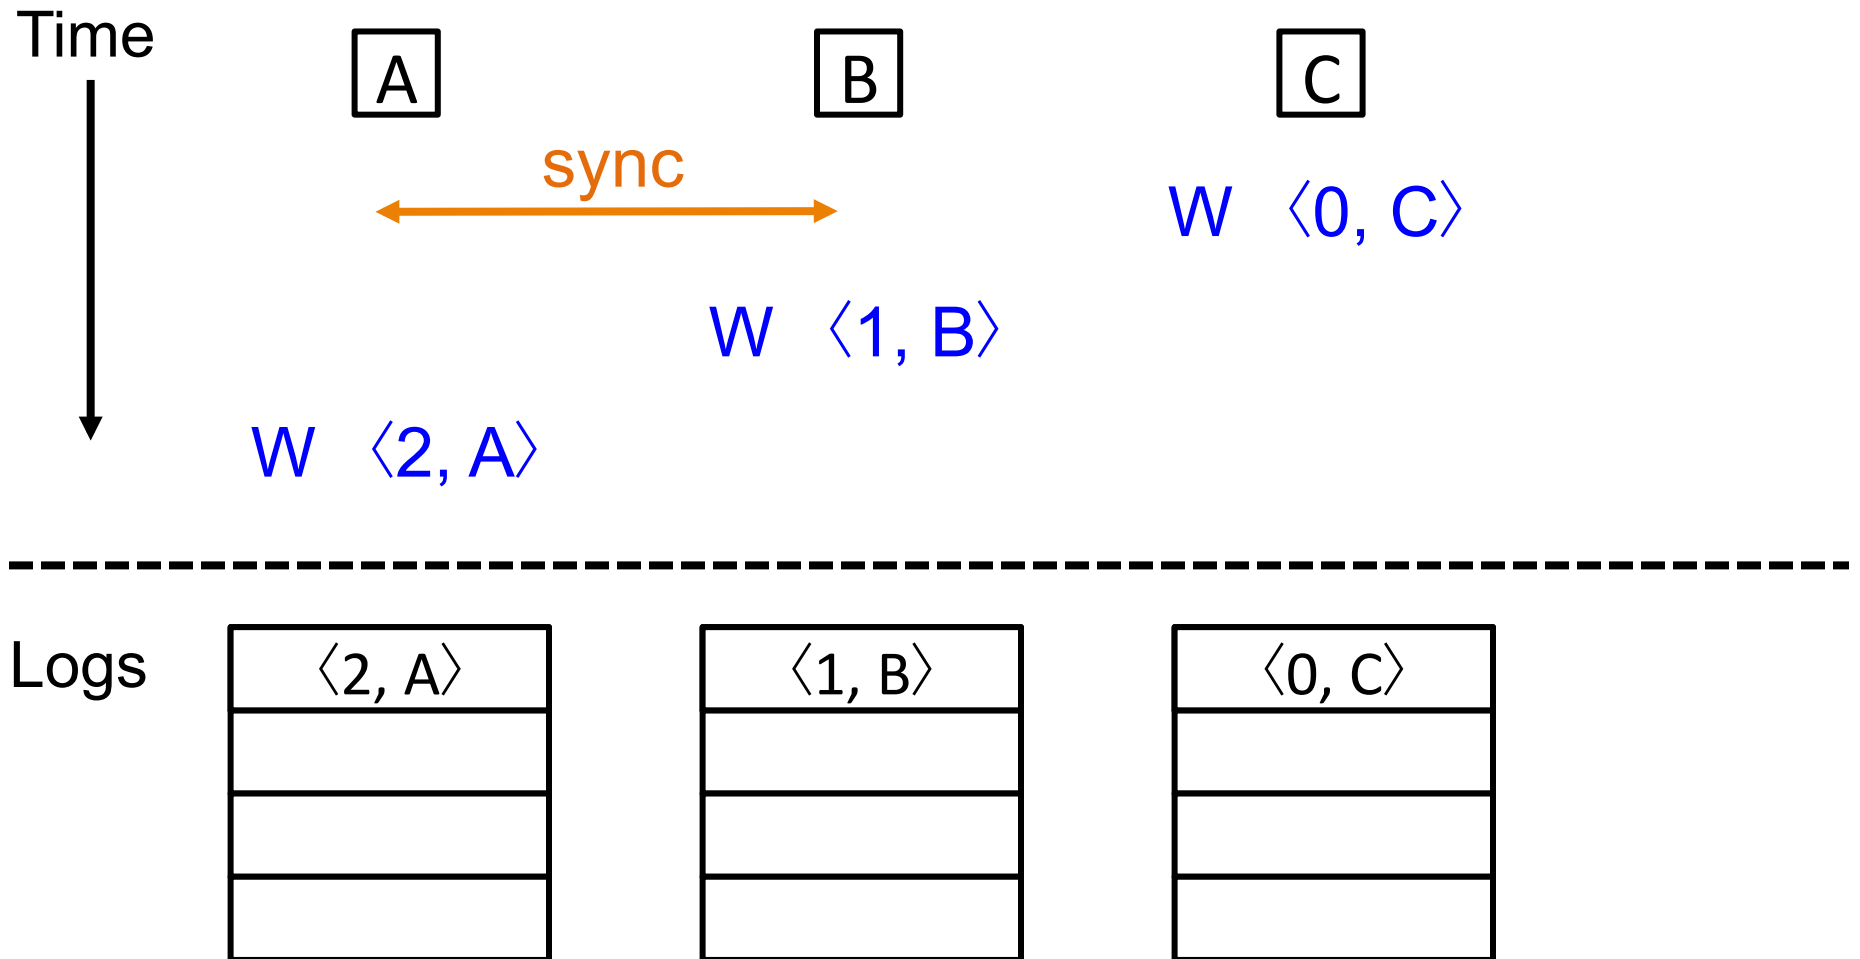 Time
A
B
C
sync
W 〈0, C〉
W 〈1, B〉
W 〈2, A〉
Logs
〈2, A〉
〈1, B〉
〈0, C〉